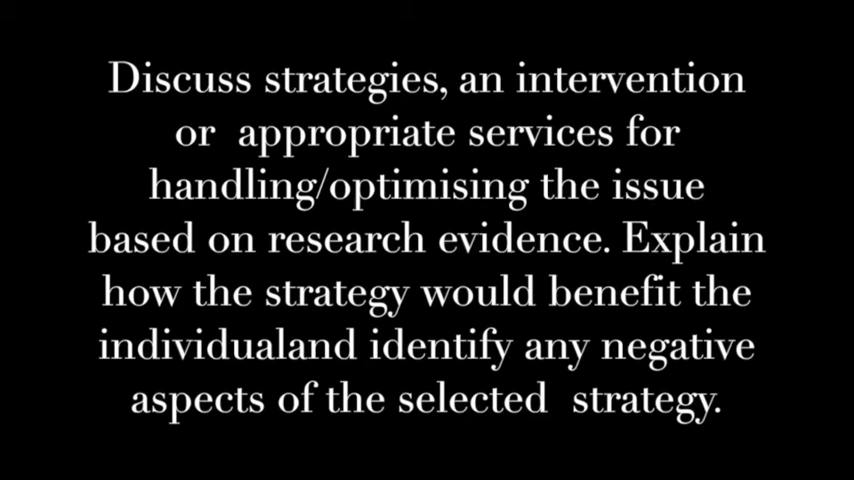 Discuss strategies, an intervention
or appropriate services for
handling/optimising the issue
based on research evidence. Explain
how the strategy would benefit the
individualand identify any negative
aspects of the selected strategy.